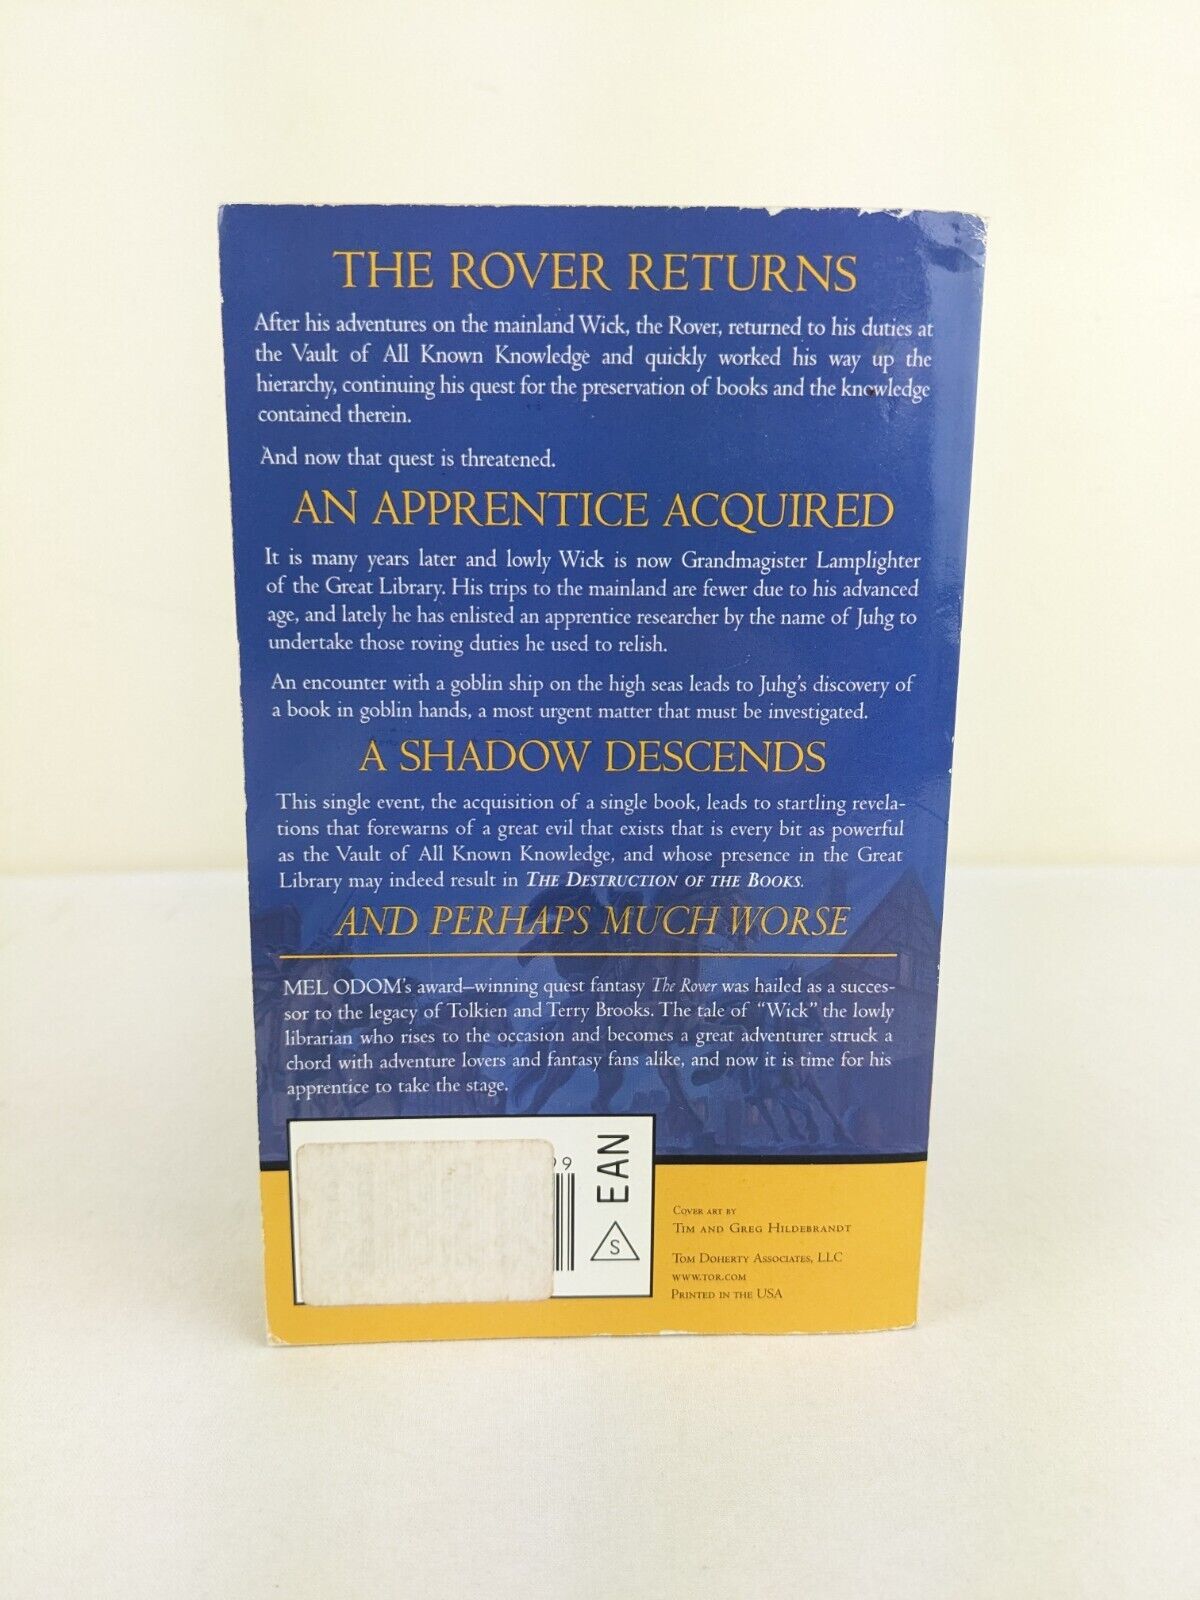 THE ROVER RETURNS
After his adventures on the mainland Wick, the Rover, returned to his duties at
the Vault of All Known Knowledge and quickly worked his way up the
hierarchy, continuing his quest for the preservation of books and the knowledge
contained therein.
And now that quest is threatened.
AN APPRENTICE ACQUIRED
It is many years later and lowly Wick is now Grandmagister Lamplighter
of the Great Library. His trips to the mainland are fewer due to his advanced
age, and lately he has enlisted an apprentice researcher by the name of Juhg to
undertake those roving duties he used to relish.
An encounter with a goblin ship on the high seas leads to Juhg's discovery of
a book in goblin hands, a most urgent matter that must be investigated.
A SHADOW DESCENDS
This single event, the acquisition of a single book, leads to startling revela-
tions that forewarns of a great evil that exists that is every bit as powerful
as the Vault of All Known Knowledge, and whose presence in the Great
Library may indeed result in THE DESTRUCTION OF THE BOOKS.
AND PERHAPS MUCH WORSE
MEL ODOM's award–winning quest fantasy The Rover was hailed as a succes-
sor to the legacy of Tolkien and Terry Brooks. The tale of "Wick" the lowly
librarian who rises to the occasion and becomes a great adventurer struck a
chord with adventure lovers and fantasy fans alike, and now it is time for his
apprentice to take the stage.
99
EAN
S
COVER ART BY
TIM AND GREG HILDEBRANDT
TOM DOHERTY ASSOCIATES, LLC
WWW.TOR.COM
PRINTED IN THE USA